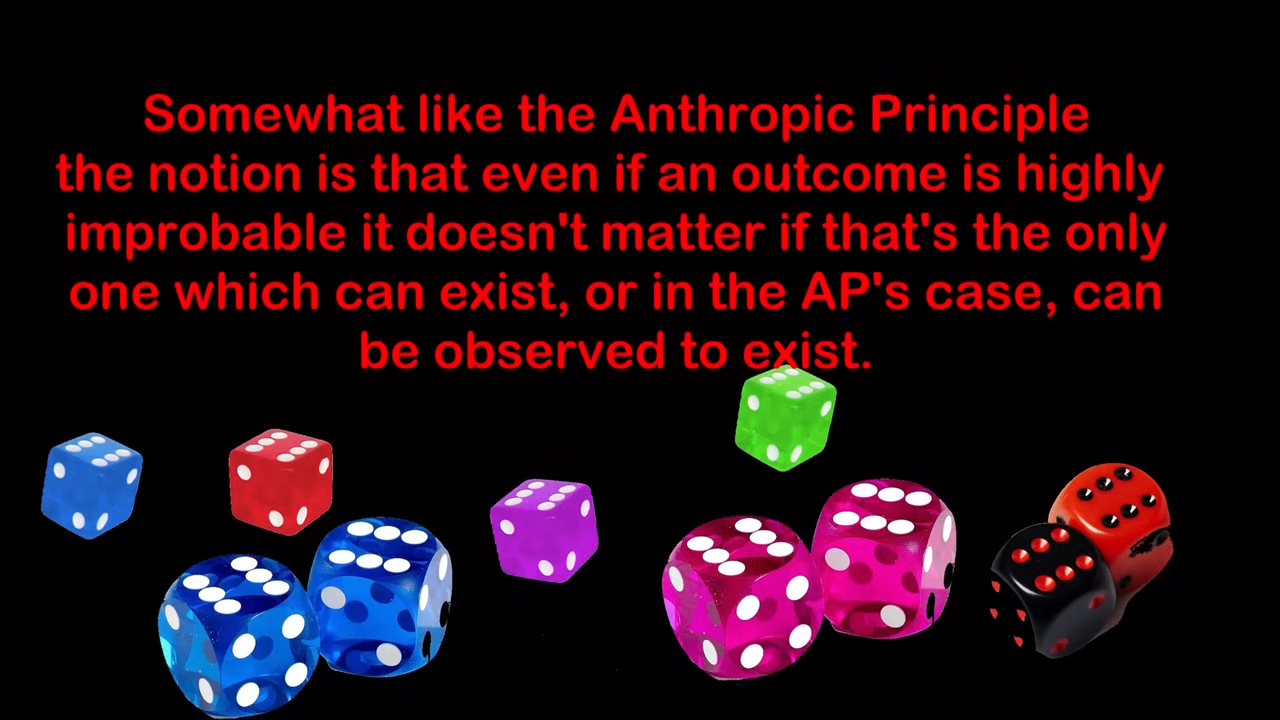 Somewhat like the Anthropic Principle
the notion is that even if an outcome is highly
improbable it doesn't matter if that's the only
one which can exist, or in the AP's case, can
be observed to exist.